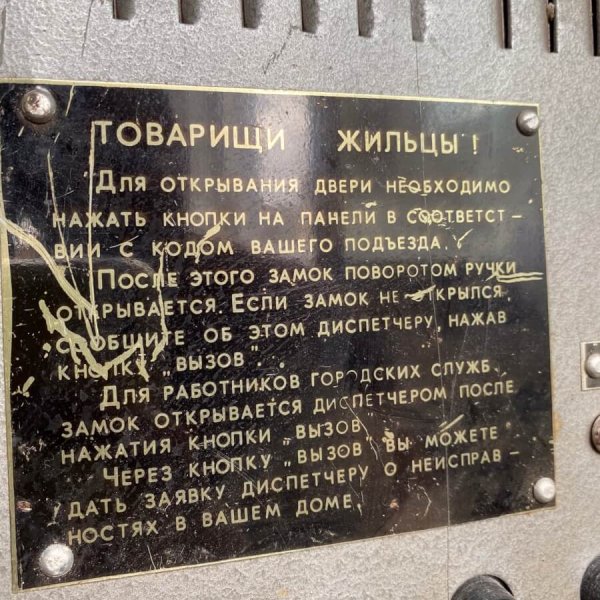 ТОВАРИЩИ ЖИЛЬЦЫ!
ДЛЯ ОТКРЫВАНИЯ ДВЕРИ НЕОБХОДИМО
НАЖАТЬ КНОПКИ НА ПАНЕЛИ В СООТВЕТСТ-
ВИИ С КОДОМ ВАШЕГО ПОДЪЕЗДА.
ПОСЛЕ ЭТОГО ЗАМОК ПОВОРОТОМ РУЧКИ
ОТКРЫВАЕТСЯ. ЕСЛИ ЗАМОК НЕ ОТКРЫЛСЯ,
СООБЩИТЕ ОБ ЭТОМ ДИСПЕТЧЕРУ, НАЖАВ
КНОПКУ „ВЫЗОВ".
ДЛЯ РАБОТНИКОВ ГОРОДСКИХ СЛУЖБ
ЗАМОК ОТКРЫВАЕТСЯ ДИСПЕТЧЕРОМ ПОСЛЕ
НАЖАТИЯ КНОПКИ „ВЫЗОВ"
ЧЕРЕЗ КНОПКУ „ВЫЗОВ" ВЫ МОЖЕТЕ
ДАТЬ ЗАЯВКУ ДИСПЕТЧЕРУ О НЕИСПРАВ-
НОСТЯХ В ВАШЕМ ДОМЕ.